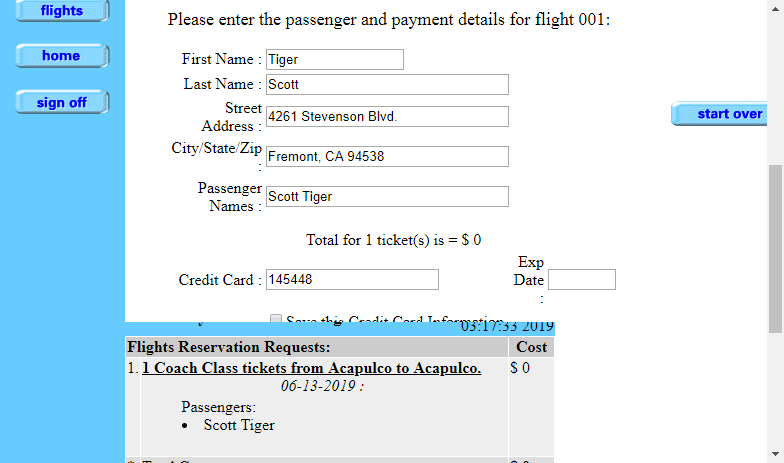 flights
home
sign off
Please enter the passenger and payment details for flight 001:
First Name : Tiger
Last Name : Scott
Street
Address : 4261 Stevenson Blvd.
City/State/Zip
: Fremont, CA 94538
Passenger
Names : Scott Tiger
start over
Total for 1 ticket(s) is = $ 0
Credit Card : 145448
Exp
Date
:
Save this Credit Card Information
03:17:33 2019
Flights Reservation Requests: Cost
1. 1 Coach Class tickets from Acapulco to Acapulco. $ 0
06-13-2019 :
Passengers:
• Scott Tiger